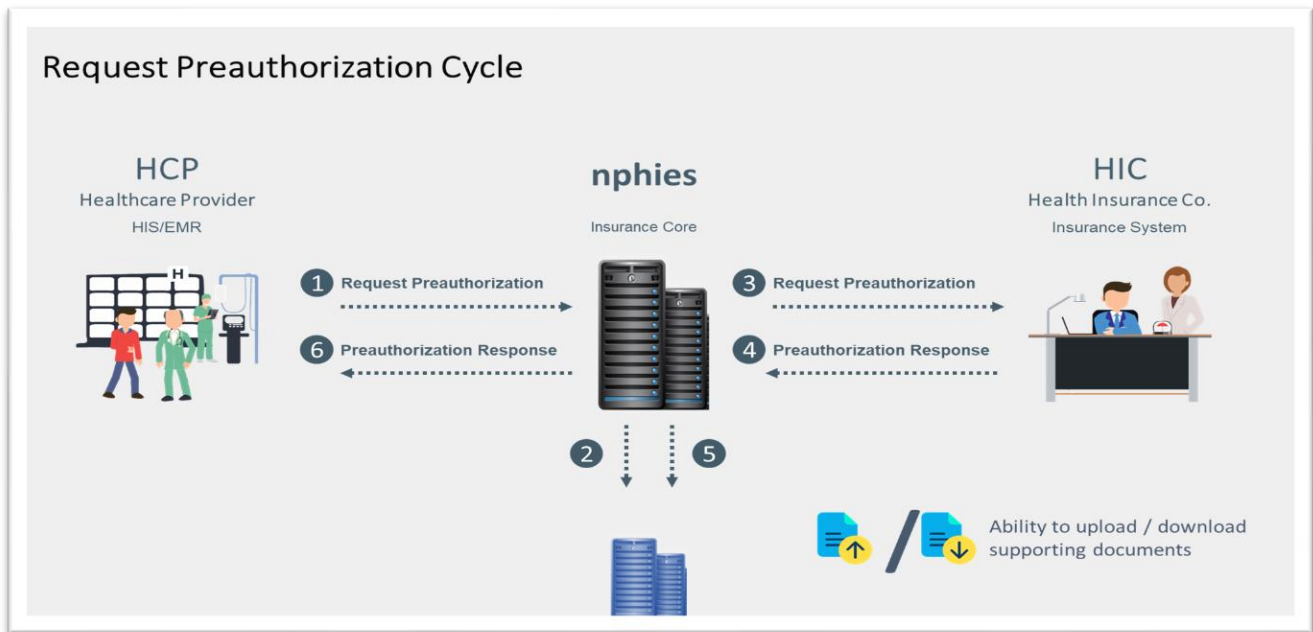 Request Preauthorization Cycle
HCP
Healthcare Provider
HIS/EMR
H
nphies
Insurance Core
HIC
Health Insurance Co.
Insurance System
1 Request Preauthorization
6 Preauthorization Response
3 Request Preauthorization
4 Preauthorization Response
2
5
Ability to upload / download
supporting documents